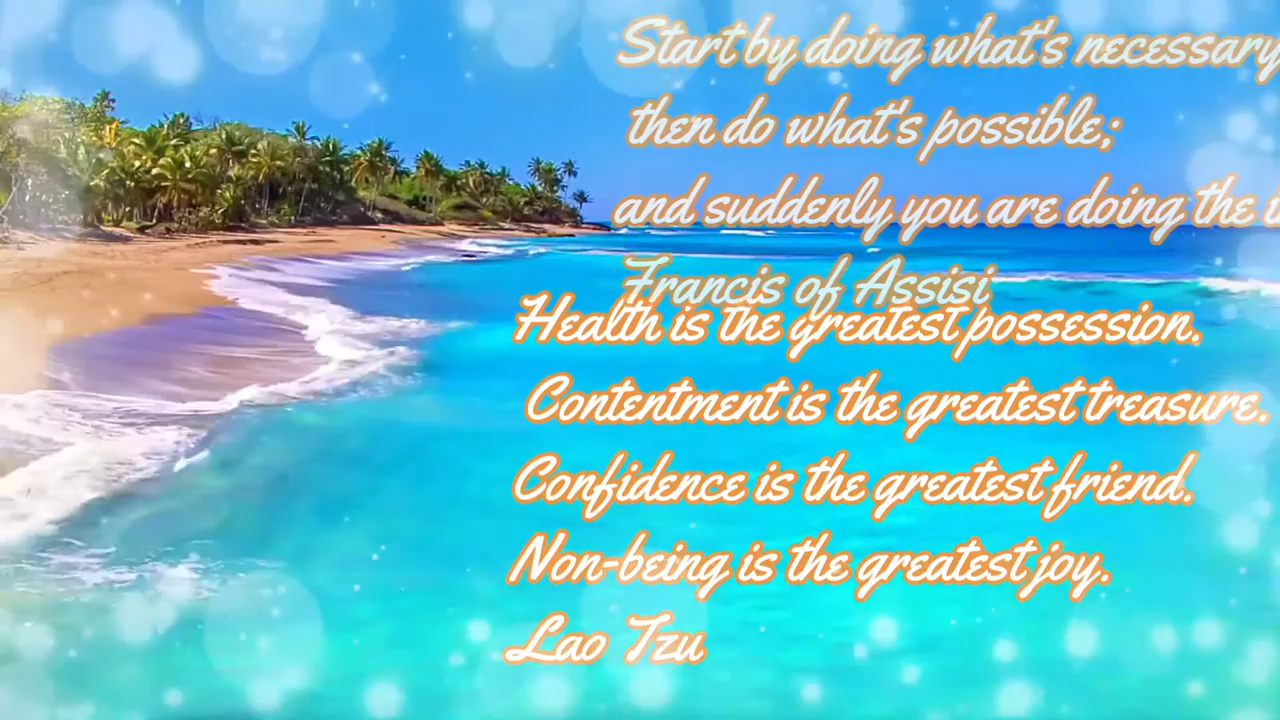 Start by doing what's necessary
then do what's possible;
and suddenly you are doing the
Francis of Assisi
Health is the greatest possession.
Contentment is the greatest treasure.
Confidence is the greatest friend.
Non-being is the greatest joy.
Lao Tzu